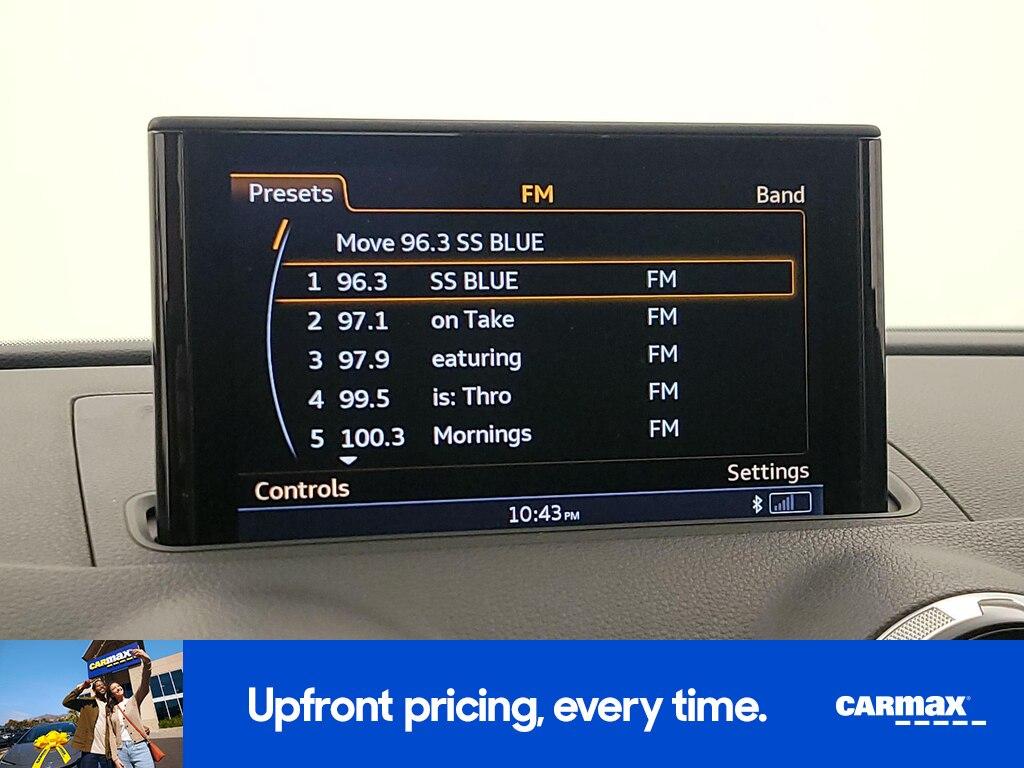 Presets FM Band
Move 96.3 SS BLUE
1 96.3 SS BLUE FM
2 97.1 on Take FM
3 97.9 eaturing FM
4 99.5 is: Thro FM
5 100.3 Mornings FM
Controls Settings
10:43 PM
CARMAX
Upfront pricing, every time.
CARMAX